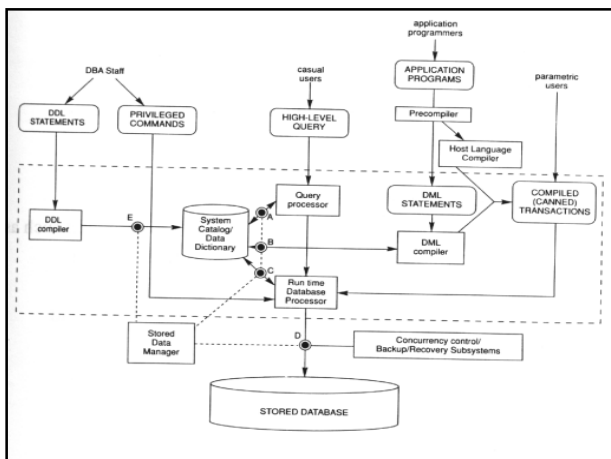 application
programmers
DBA Staff
casual
users
APPLICATION
PROGRAMS
parametric
users
DDL
STATEMENTS
PRIVILEGED
COMMANDS
HIGH-LEVEL
QUERY
Precompiler
Host Language
Compiler
DDL
compiler
E
System
Catalog/
Data
Dictionary
A
Query
processor
DML
STATEMENTS
COMPILED
(CANNED)
TRANSACTIONS
B
DML
compiler
C
Run time
Database
Processor
Stored
Data
Manager
D
Concurrency control/
Backup/Recovery Subsystems
STORED DATABASE